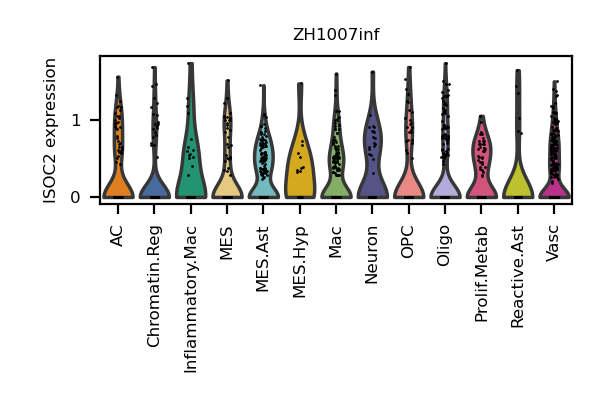 ZH1007inf
ISOC2 expression
1
0
AC
Chromatin.Reg
Inflammatory.Mac
MES
MES.Ast
MES.Hyp
Mac
Neuron
OPC
Oligo
Prolif.Metab
Reactive.Ast
Vasc